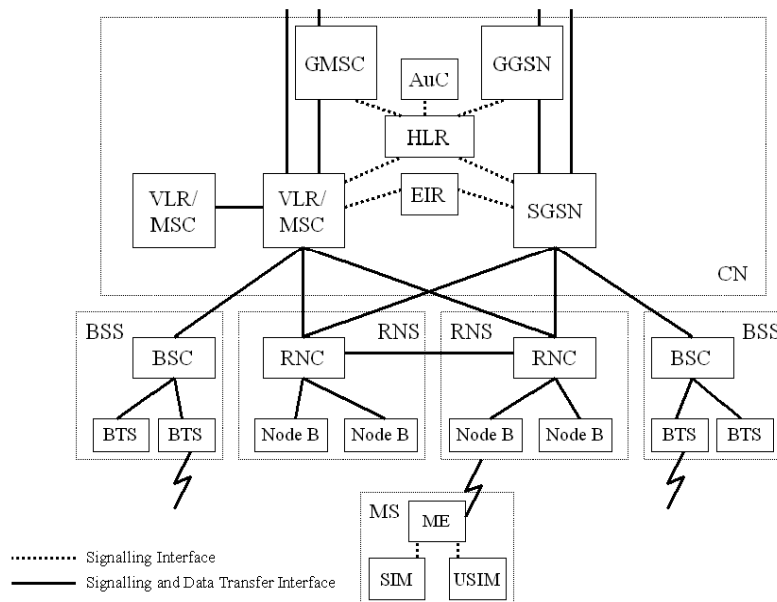 GMSC
GGSN
AuC
HLR
VLR/
MSC
VLR/
MSC
EIR
SGSN
CN
BSS
RNS
RNS
BSS
BSC
RNC
RNC
BSC
BTS
BTS
Node B
Node B
Node B
Node B
BTS
BTS
MS
ME
SIM
USIM
Signalling Interface
Signalling and Data Transfer Interface